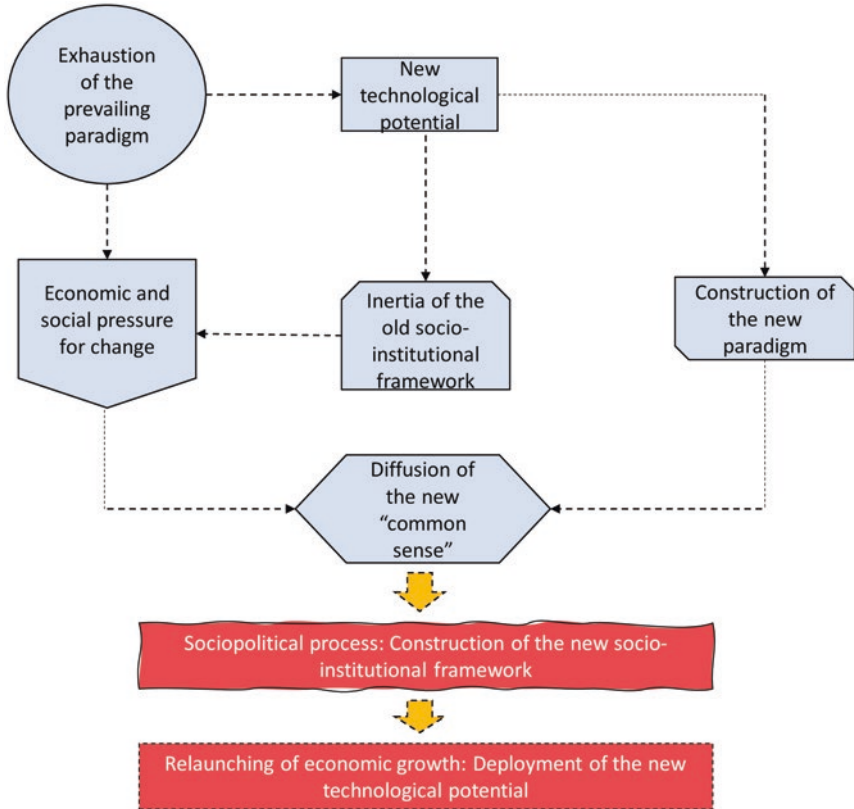 Exhaustion
of the
prevailing
paradigm
New
technological
potential
Economic and
social pressure
for change
Inertia of the
old socio-
institutional
framework
Construction of
the new
paradigm
Diffusion of
the new
“common
sense”
Sociopolitical process: Construction of the new socio-
institutional framework
Relaunching of economic growth: Deployment of the new
technological potential